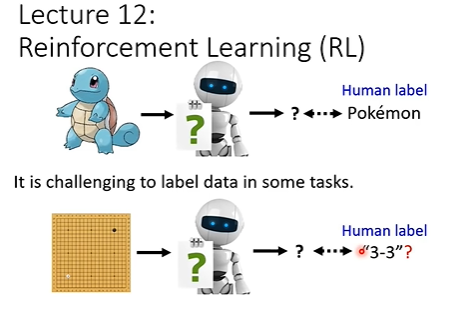 Lecture 12:
Reinforcement Learning (RL)
Human label
? ? Pokémon
It is challenging to label data in some tasks.
Human label
? ? "3-3"?